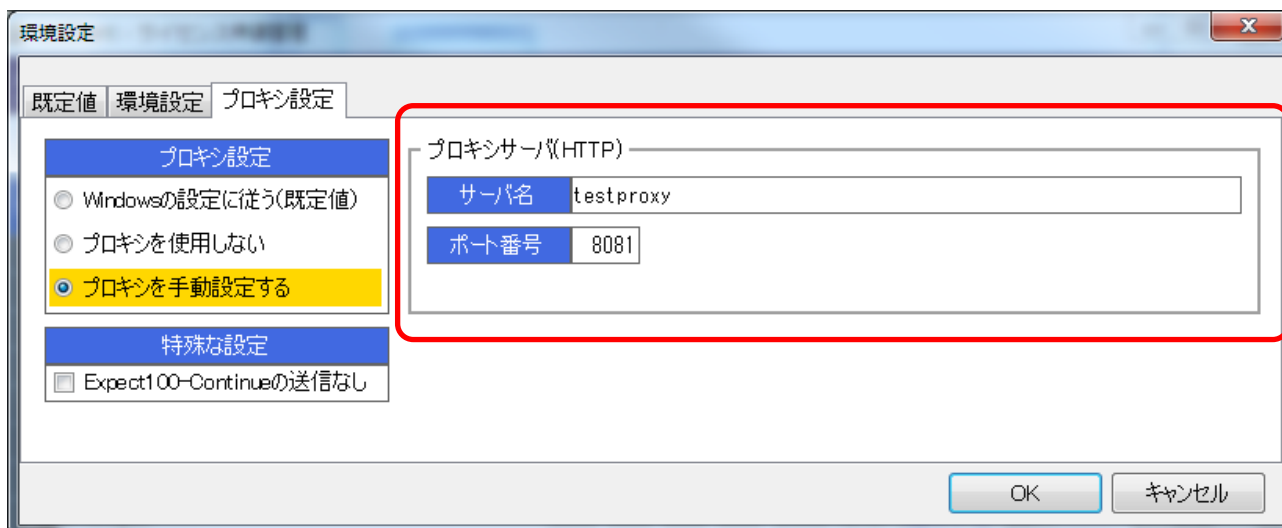 環境設定
既定値 環境設定 プロキシ設定
プロキシ設定
Windowsの設定に従う(既定値)
プロキシを使用しない
プロキシを手動設定する
特殊な設定
Expect100-Continueの送信なし
プロキシサーバ(HTTP)
サーバ名 testproxy
ポート番号 8081
OK キャンセル